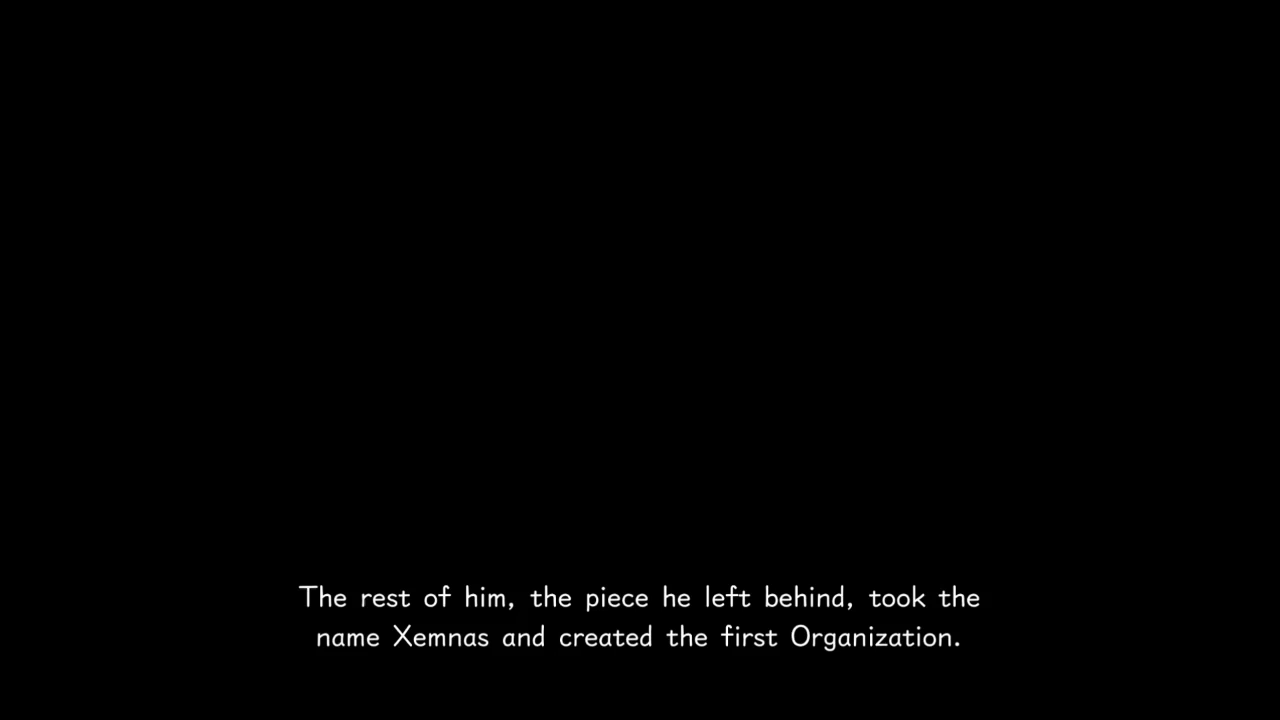 The rest of him, the piece he left behind, took the
name Xemnas and created the first Organization.